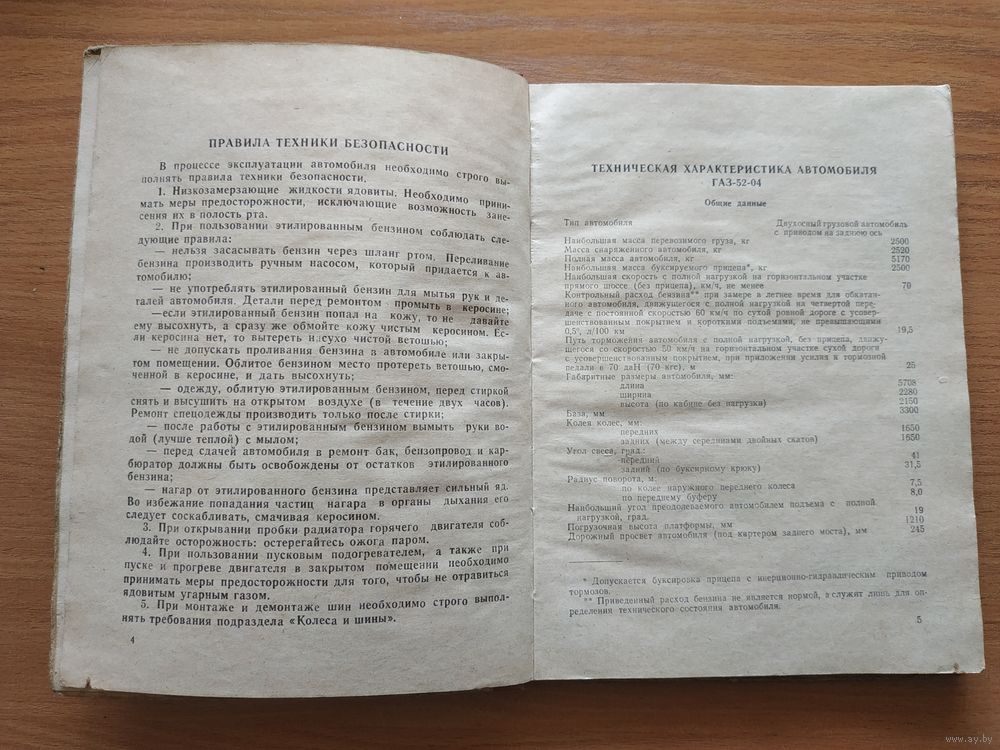 ПРАВИЛА ТЕХНИКИ БЕЗОПАСНОСТИ
В процессе эксплуатации автомобиля необходимо строго вы-
полнять правила техники безопасности.
1. Низкозамерзающие жидкости ядовиты. Необходимо прини-
мать меры предосторожности, исключающие возможность зане-
сения их в полость рта.
2. При пользовании этилированным бензином соблюдать сле-
дующие правила:
— нельзя засасывать бензин через шланг ртом. Переливание
бензина производить ручным насосом, который придается к ав-
томобилю;
— не употреблять этилированный бензин для мытья рук и де-
талей автомобиля. Детали перед ремонтом промыть в керосине;
—если этилированный бензин попал на кожу, то не давайте
ему высохнуть, а сразу же обмойте кожу чистым керосином. Ес-
ли керосина нет, то вытереть насухо чистой ветошью;
— не допускать проливания бензина в автомобиле или закры-
том помещении. Облитое бензином место протереть ветошью, смо-
ченной в керосине, и дать высохнуть;
— одежду, облитую этилированным бензином, перед стиркой
снять и высушить на открытом воздухе (в течение двух часов).
Ремонт спецодежды производить только после стирки;
— после работы с этилированным бензином вымыть руки во-
дой (лучше теплой) с мылом;
— перед сдачей автомобиля в ремонт бак, бензопровод и кар-
бюратор должны быть освобождены от остатков этилированного
бензина;
— нагар от этилированного бензина представляет сильный яд.
Во избежание попадания частиц нагара в органы дыхания его
следует соскабливать, смачивая керосином.
3. При открывании пробки радиатора горячего двигателя соб-
людайте осторожность: остерегайтесь ожога паром.
4. При пользовании пусковым подогревателем, а также при
пуске и прогреве двигателя в закрытом помещении необходимо
принимать меры предосторожности для того, чтобы не отравиться
ядовитым угарным газом.
5. При монтаже и демонтаже шин необходимо строго выпол-
нять требования подраздела «Колеса и шины».
4
ТЕХНИЧЕСКАЯ ХАРАКТЕРИСТИКА АВТОМОБИЛЯ
ГАЗ-52-04
Общие данные
Тип автомобиля Двухосный грузовой автомобиль
с приводом на заднюю ось
Наибольшая масса перевозимого груза, кг 2500
Масса снаряженного автомобиля, кг 2520
Полная масса автомобиля, кг 5170
Наибольшая масса буксируемого прицепа*, кг 2500
Наибольшая скорость с полной нагрузкой на горизонтальном участке
прямого шоссе (без прицепа), км/ч, не менее 70
Контрольный расход бензина** при замере в летнее время для обкатан-
ного автомобиля, движущегося с полной нагрузкой на четвертой пере-
даче с постоянной скоростью 60 км/ч по сухой ровной дороге с усовер-
шенствованным покрытием и короткими подъемами, не превышающими
0,5°, л/100 км 19,5
Путь торможения автомобиля с полной нагрузкой, без прицепа, движу-
щегося со скоростью 50 км/ч на горизонтальном участке сухой дороги
с усовершенствованным покрытием, при приложении усилия к тормозной
педали в 70 даН (70 кгс), м 25
Габаритные размеры автомобиля, мм:
длина 5708
ширина 2280
высота (по кабине без нагрузки) 2150
База, мм 3300
Колея колес, мм:
передних 1650
задних (между серединами двойных скатов) 1650
Угол свеса, град.:
передний 41
задний (по буксирному крюку) 31,5
Радиус поворота, м:
по колее наружного переднего колеса 7,5
по переднему буферу 8,0
Наибольший угол преодолеваемого автомобилем подъема с полной
нагрузкой, град. 19
Погрузочная высота платформы, мм 1210
Дорожный просвет автомобиля (под картером заднего моста), мм 245
* Допускается буксировка прицепа с инерционно-гидравлическим приводом
тормозов.
** Приведенный расход бензина не является нормой, а служит лишь для оп-
ределения технического состояния автомобиля.
5
www.ay.by